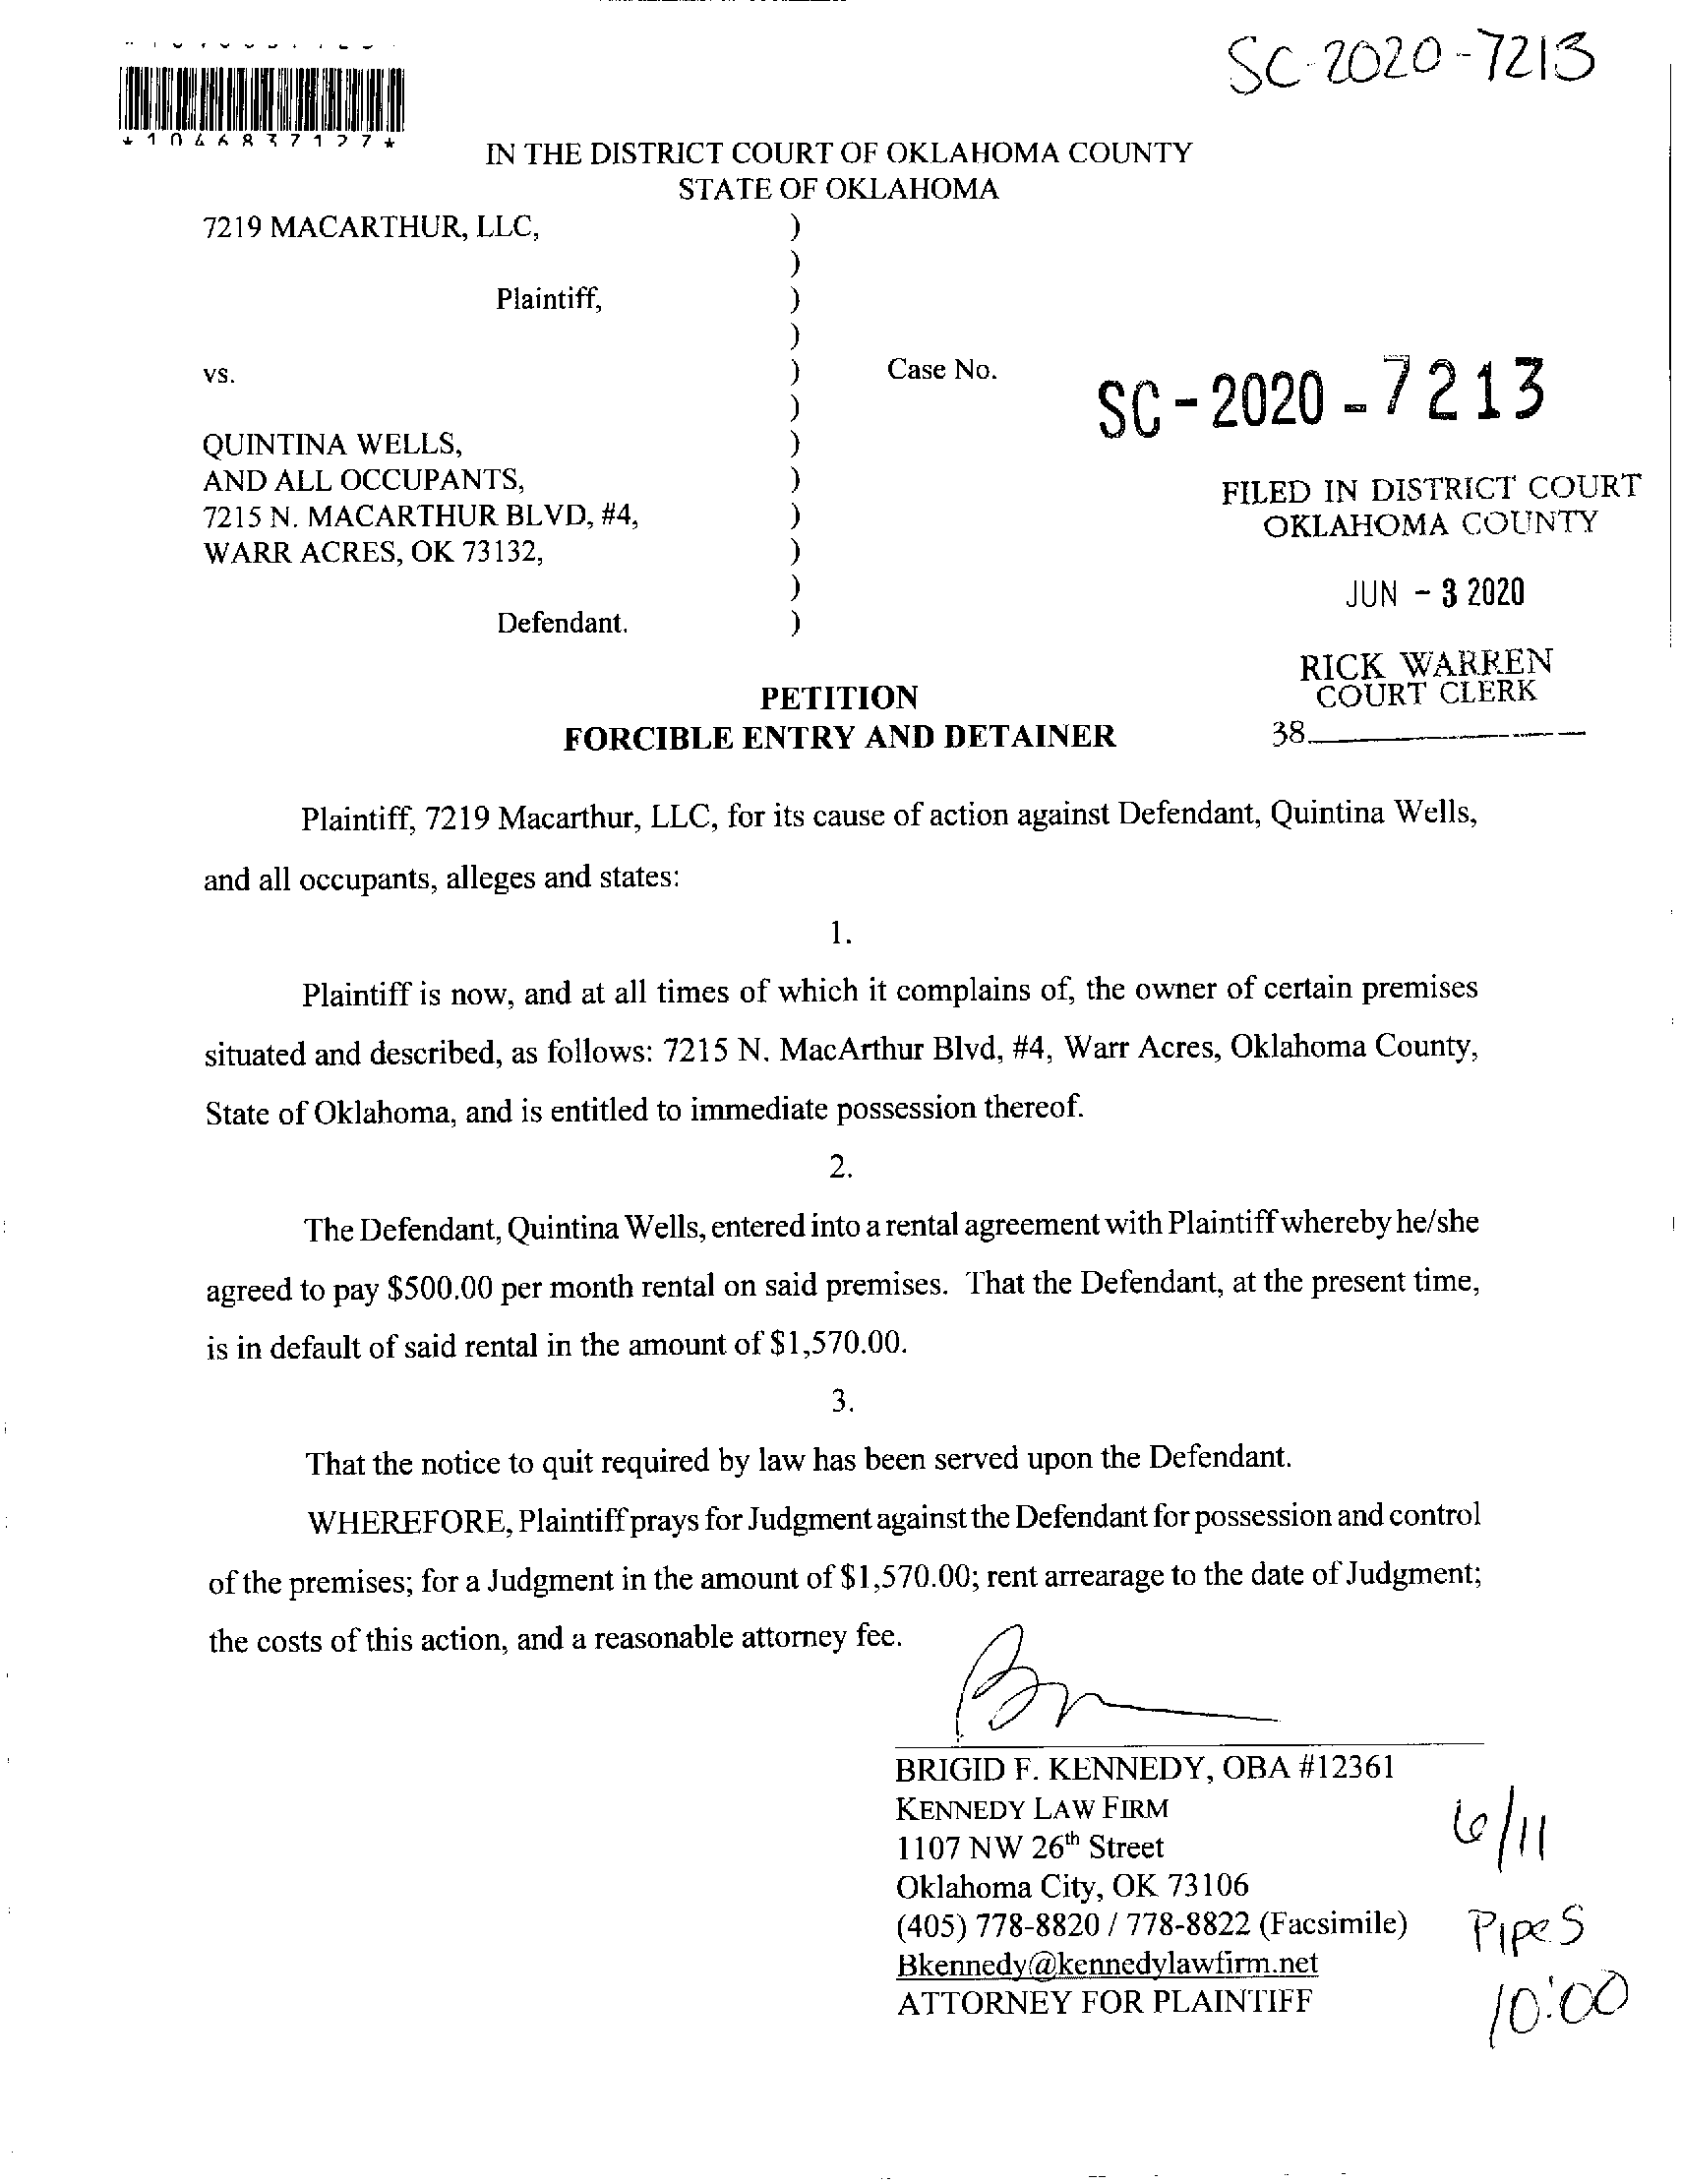 SC-2020-7213
*1046837127*
IN THE DISTRICT COURT OF OKLAHOMA COUNTY
STATE OF OKLAHOMA
7219 MACARTHUR, LLC, )
)
Plaintiff, )
)
vs. ) Case No. SC-2020-7213
)
QUINTINA WELLS, )
AND ALL OCCUPANTS, )
7215 N. MACARTHUR BLVD, #4, )
WARR ACRES, OK 73132, )
)
Defendant. )
FILED IN DISTRICT COURT
OKLAHOMA COUNTY
JUN - 3 2020
RICK WARREN
COURT CLERK
38
PETITION
FORCIBLE ENTRY AND DETAINER
Plaintiff, 7219 Macarthur, LLC, for its cause of action against Defendant, Quintina Wells,
and all occupants, alleges and states:
1.
Plaintiff is now, and at all times of which it complains of, the owner of certain premises
situated and described, as follows: 7215 N. MacArthur Blvd, #4, Warr Acres, Oklahoma County,
State of Oklahoma, and is entitled to immediate possession thereof.
2.
The Defendant, Quintina Wells, entered into a rental agreement with Plaintiff whereby he/she
agreed to pay $500.00 per month rental on said premises. That the Defendant, at the present time,
is in default of said rental in the amount of $1,570.00.
3.
That the notice to quit required by law has been served upon the Defendant.
WHEREFORE, Plaintiff prays for Judgment against the Defendant for possession and control
of the premises; for a Judgment in the amount of $1,570.00; rent arrearage to the date of Judgment;
the costs of this action, and a reasonable attorney fee.
BRIGID F. KENNEDY, OBA #12361
KENNEDY LAW FIRM
1107 NW 26th Street
Oklahoma City, OK 73106
(405) 778-8820 / 778-8822 (Facsimile)
Bkennedy@kennedylawfirm.net
ATTORNEY FOR PLAINTIFF
6/11
Pipes
10:00